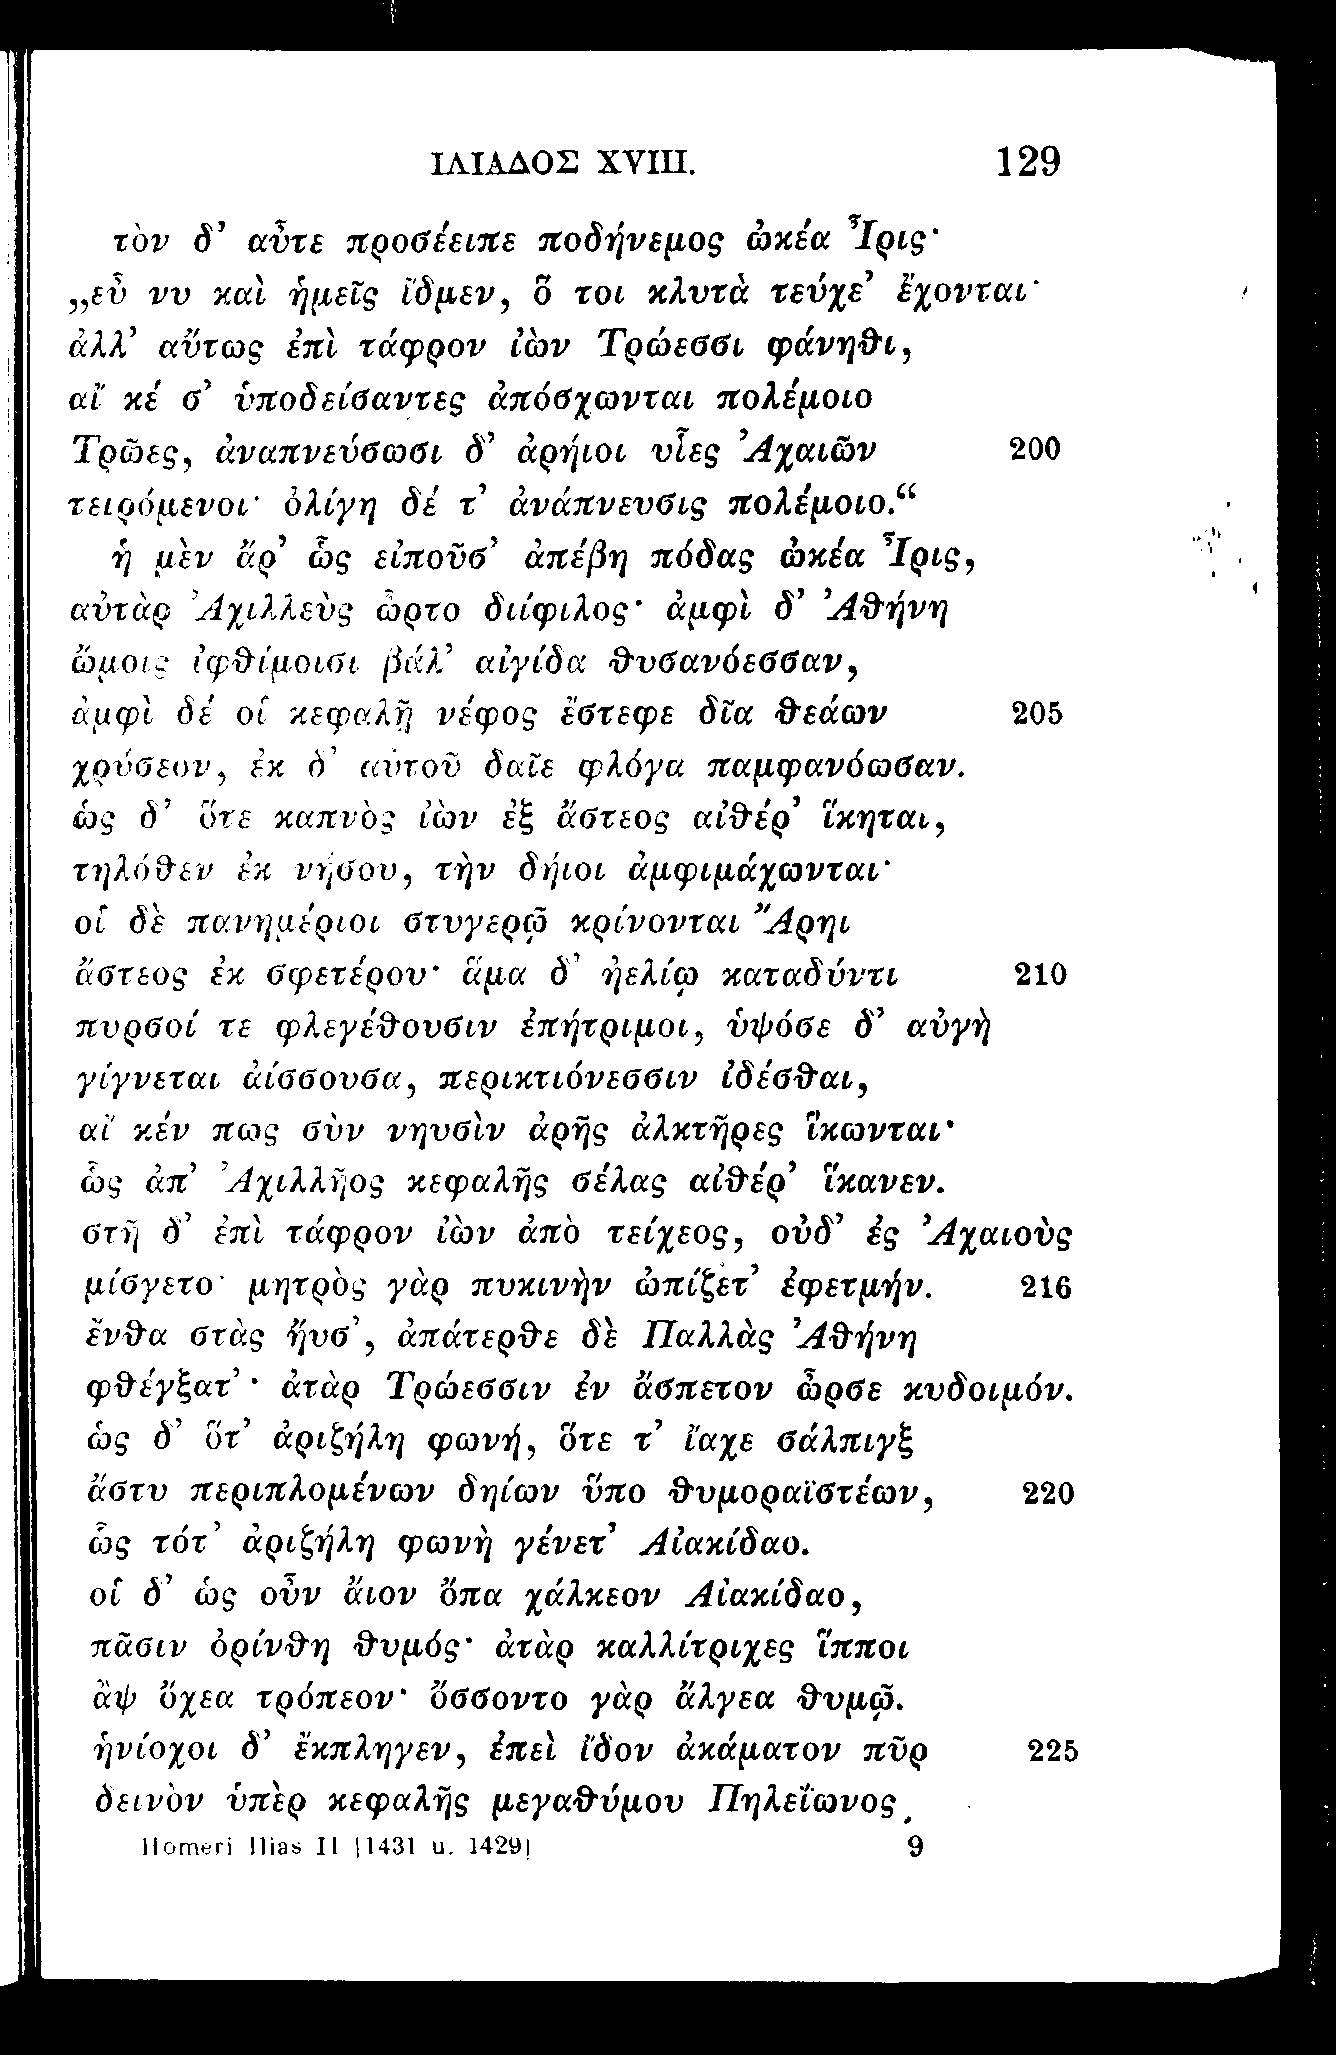 ΙΛΙΑΔΟΣ XVIII. 129
τὸν δ’ αὖτε προσέειπε ποδήνεμος ὠκέα Ἶρις·
„εὖ νυ καὶ ἡμεῖς ἴδμεν, ὅ τοι κλυτὰ τεύχε’ ἔχονται·
ἀλλ’ αὔτως ἐπὶ τάφρον ἰὼν Τρώεσσι φάνηθι,
αἴ κέ σ’ ὑποδείσαντες ἀπόσχωνται πολέμοιο
Τρῶες, ἀναπνεύσωσι δ’ ἀρήιοι υἷες Ἀχαιῶν 200
τειρόμενοι· ὀλίγη δέ τ’ ἀνάπνευσις πολέμοιο.“
ἡ μὲν ἄρ’ ὣς εἰποῦσ’ ἀπέβη πόδας ὠκέα Ἶρις,
αὐτὰρ Ἀχιλλεὺς ὦρτο διίφιλος· ἀμφὶ δ’ Ἀθήνη
ὤμοις ἰφθίμοισι βάλ’ αἰγίδα θυσανόεσσαν,
ἀμφὶ δέ οἱ κεφαλῇ νέφος ἔστεφε δῖα θεάων 205
χρύσεον, ἐκ δ’ αὐτοῦ δαῖε φλόγα παμφανόωσαν.
ὡς δ’ ὅτε καπνὸς ἰὼν ἐξ ἄστεος αἰθέρ’ ἵκηται,
τηλόθεν ἐκ νήσου, τὴν δήιοι ἀμφιμάχωνται·
οἳ δὲ πανημέριοι στυγερῷ κρίνονται Ἄρηι
ἄστεος ἐκ σφετέρου· ἅμα δ’ ἠελίῳ καταδύντι 210
πυρσοί τε φλεγέθουσιν ἐπήτριμοι, ὑψόσε δ’ αὐγὴ
γίγνεται ἀίσσουσα, περικτιόνεσσιν ἰδέσθαι,
αἴ κέν πως σὺν νηυσὶν ἀρῆς ἀλκτῆρες ἵκωνται·
ὣς ἀπ’ Ἀχιλλῆος κεφαλῆς σέλας αἰθέρ’ ἵκανεν.
στῆ δ’ ἐπὶ τάφρον ἰὼν ἀπὸ τείχεος, οὐδ’ ἐς Ἀχαιοὺς
μίσγετο· μητρὸς γὰρ πυκινὴν ὠπίζετ’ ἐφετμήν. 216
ἔνθα στὰς ἤυσ’, ἀπάτερθε δὲ Παλλὰς Ἀθήνη
φθέγξατ’· ἀτὰρ Τρώεσσιν ἐν ἄσπετον ὦρσε κυδοιμόν.
ὡς δ’ ὅτ’ ἀριζήλη φωνή, ὅτε τ’ ἴαχε σάλπιγξ
ἄστυ περιπλομένων δηίων ὕπο θυμοραϊστέων, 220
ὣς τότ’ ἀριζήλη φωνὴ γένετ’ Αἰακίδαο.
οἳ δ’ ὡς οὖν ἄιον ὄπα χάλκεον Αἰακίδαο,
πᾶσιν ὀρίνθη θυμός· ἀτὰρ καλλίτριχες ἵπποι
ἂψ ὄχεα τρόπεον· ὄσσοντο γὰρ ἄλγεα θυμῷ.
ἡνίοχοι δ’ ἔκπληγεν, ἐπεὶ ἴδον ἀκάματον πῦρ 225
δεινὸν ὑπὲρ κεφαλῆς μεγαθύμου Πηλεΐωνος
Homeri Ilias II [1431 u. 1429] 9